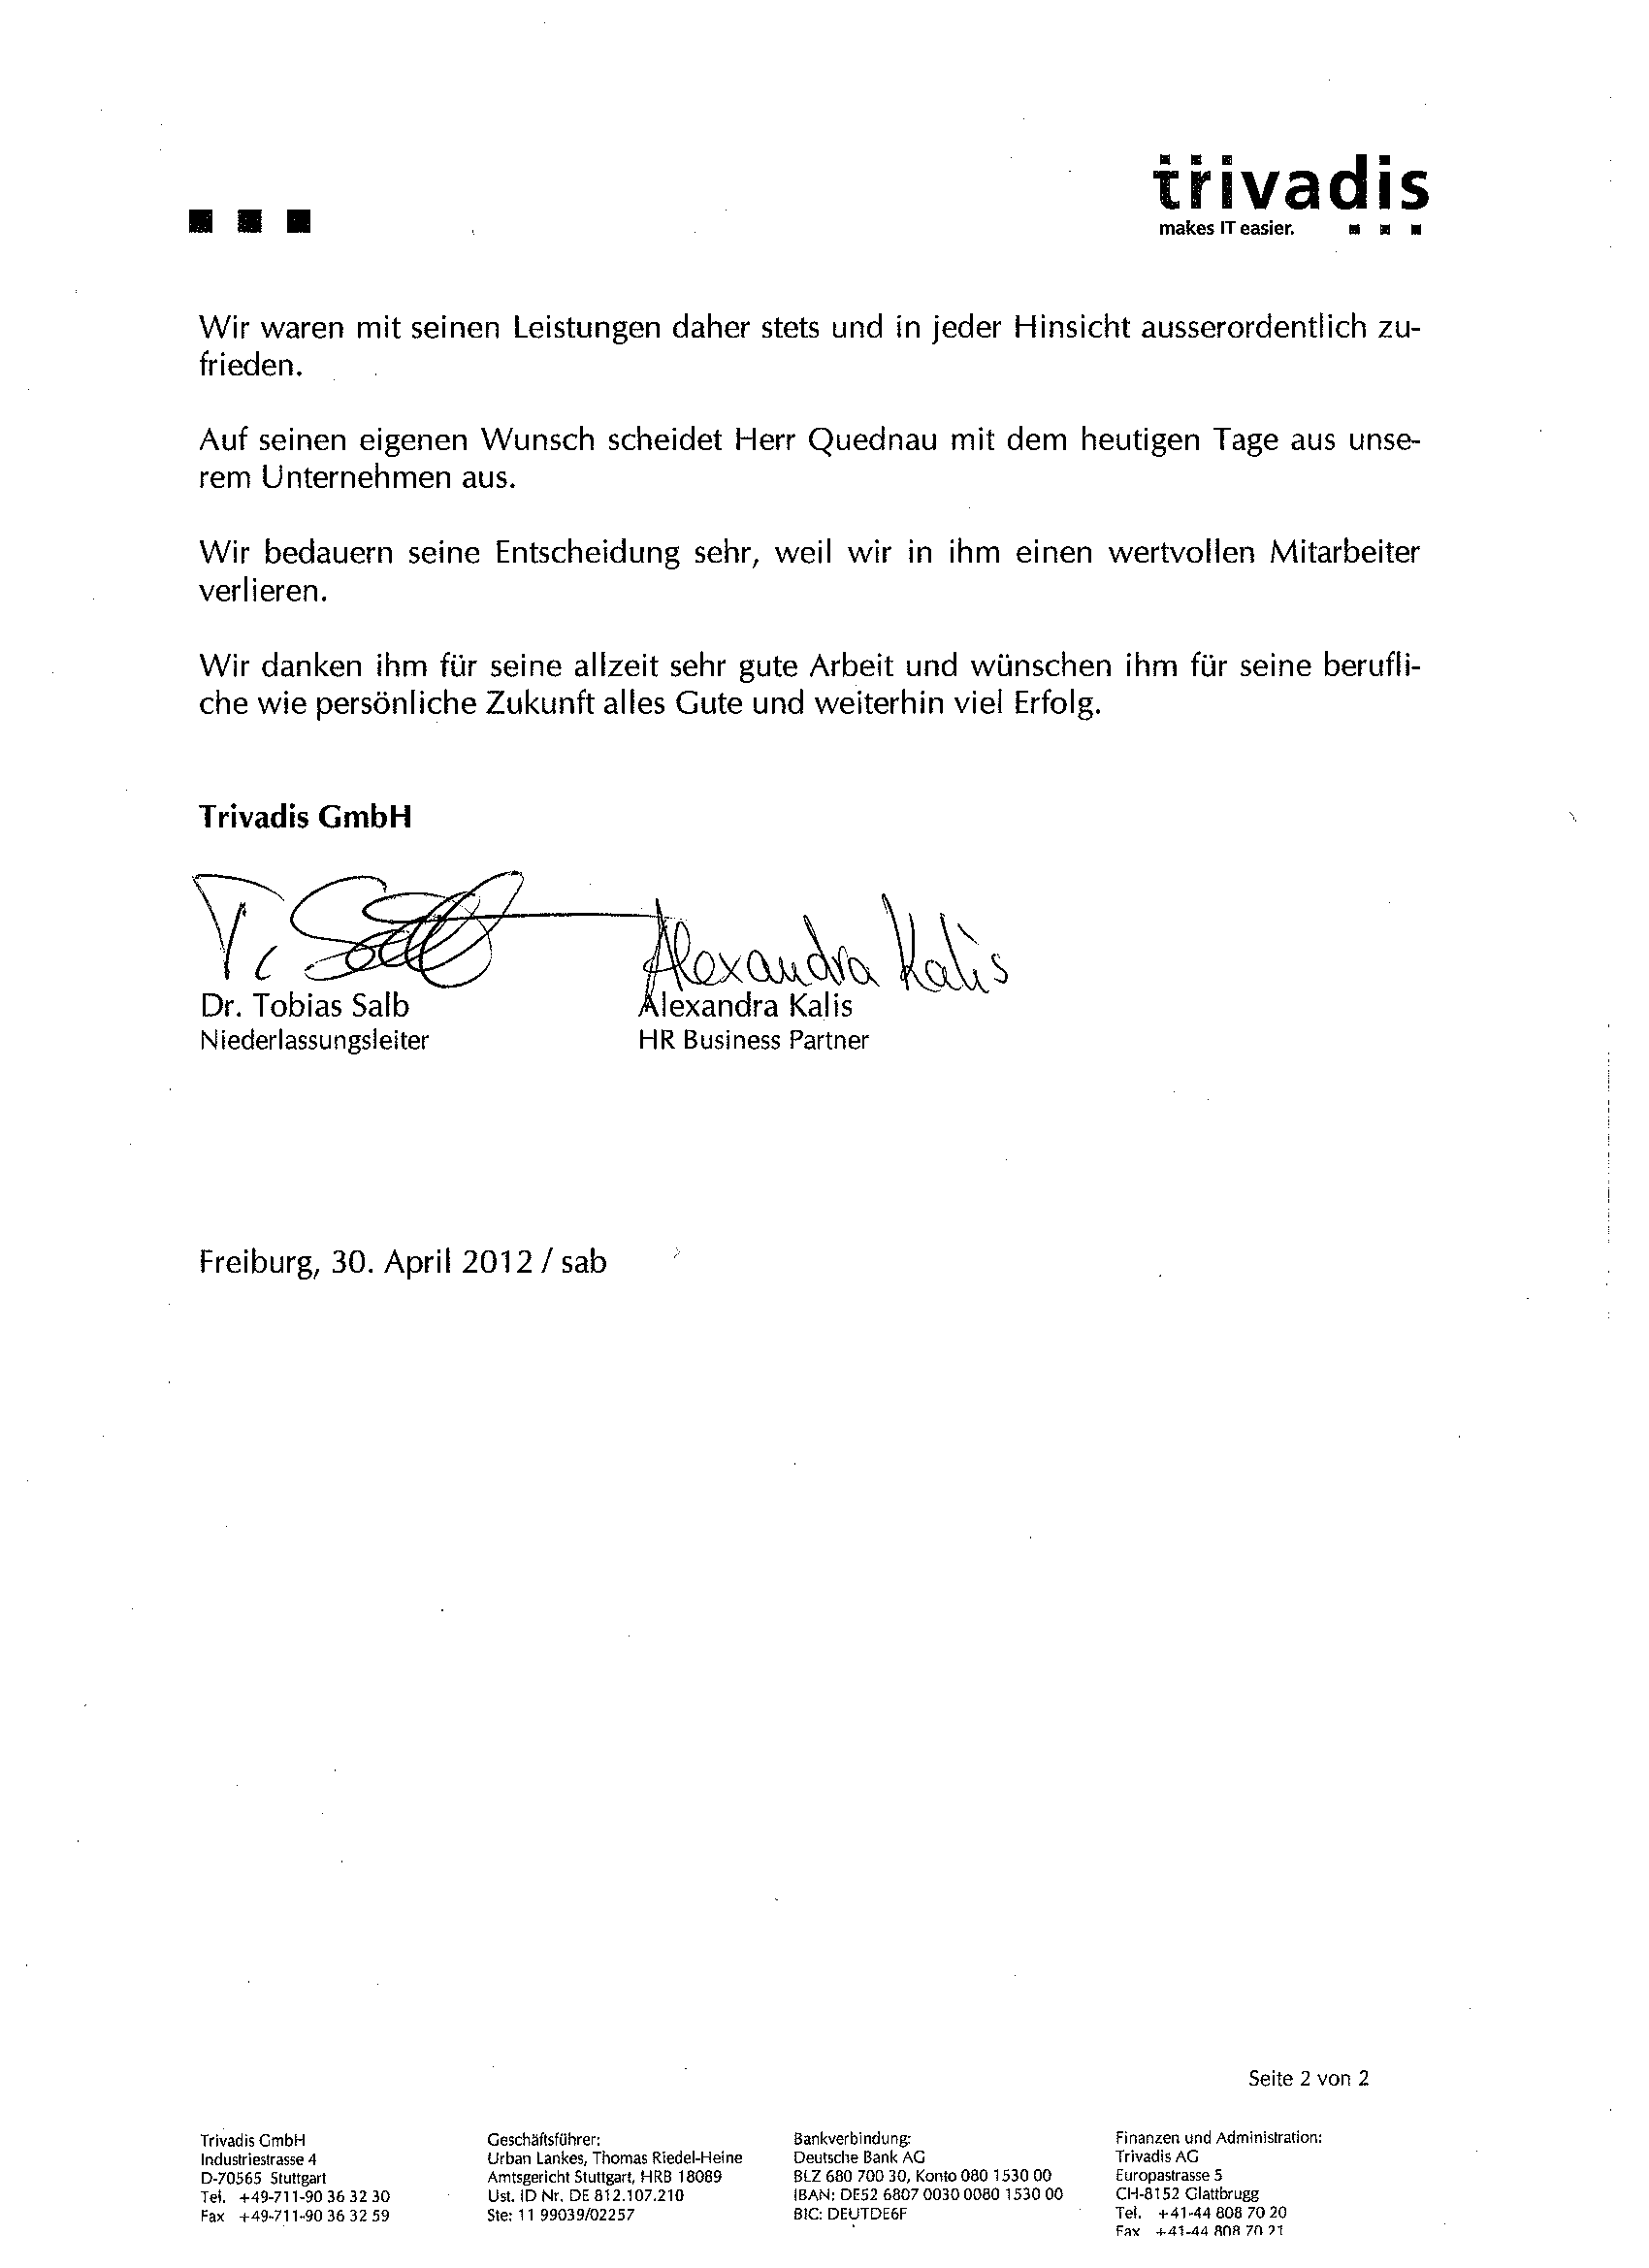 trivadis
makes IT easier.
Wir waren mit seinen Leistungen daher stets und in jeder Hinsicht ausserordentlich zu-
frieden.
Auf seinen eigenen Wunsch scheidet Herr Quednau mit dem heutigen Tage aus unse-
rem Unternehmen aus.
Wir bedauern seine Entscheidung sehr, weil wir in ihm einen wertvollen Mitarbeiter
verlieren.
Wir danken ihm für seine allzeit sehr gute Arbeit und wünschen ihm für seine berufli-
che wie persönliche Zukunft alles Gute und weiterhin viel Erfolg.
Trivadis GmbH
T. Salb Alexandra Kalis
Dr. Tobias Salb Alexandra Kalis
Niederlassungsleiter HR Business Partner
Freiburg, 30. April 2012 / sab
Seite 2 von 2
Trivadis GmbH
Industriestrasse 4
D-70565 Stuttgart
Tel. +49-711-90 36 32 30
Fax +49-711-90 36 32 59
Geschäftsführer:
Urban Lankes, Thomas Riedel-Heine
Amtsgericht Stuttgart, HRB 18089
Ust. ID Nr. DE 812.107.210
Ste: 11 99039/02257
Bankverbindung:
Deutsche Bank AG
BLZ 680 700 30, Konto 080 1530 00
IBAN: DE52 6807 0030 0080 1530 00
BIC: DEUTDE6F
Finanzen und Administration:
Trivadis AG
Europastrasse 5
CH-8152 Glattbrugg
Tel. +41-44 808 70 20
Fax +41-44 808 70 21